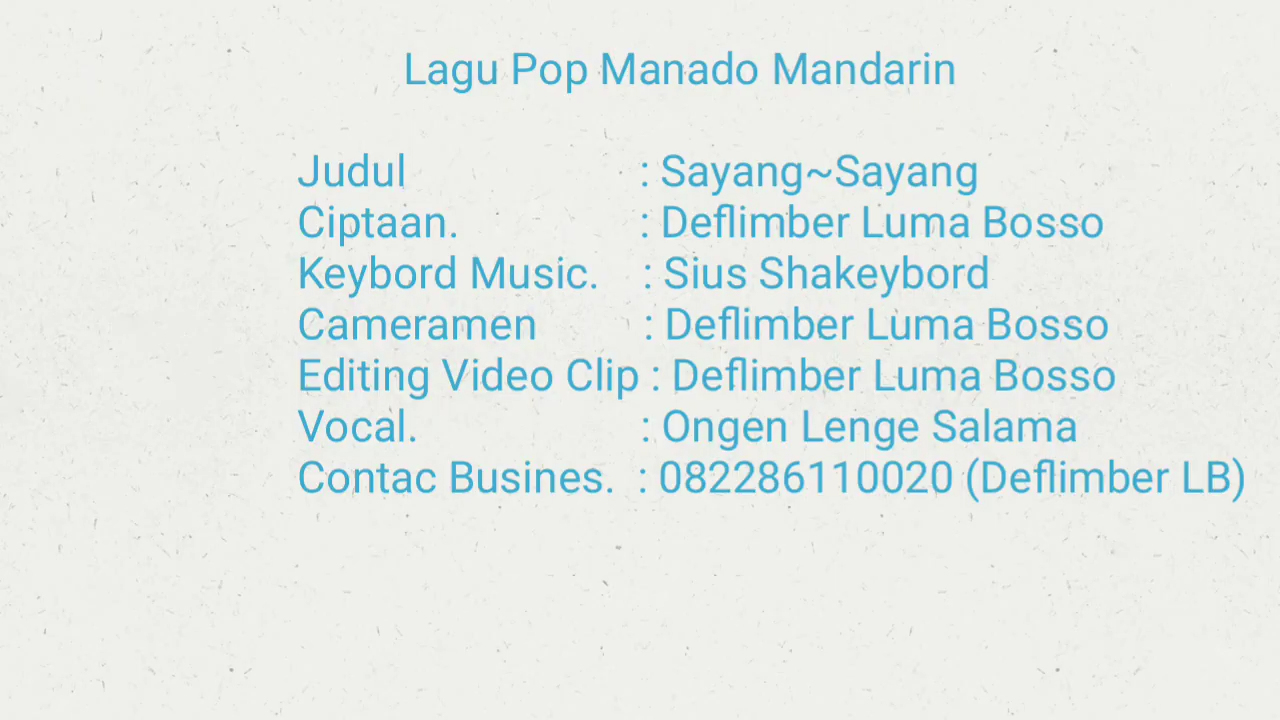 Lagu Pop Manado Mandarin
Judul : Sayang~Sayang
Ciptaan. : Deflimber Luma Bosso
Keybord Music. : Sius Shakeybord
Cameramen : Deflimber Luma Bosso
Editing Video Clip : Deflimber Luma Bosso
Vocal. : Ongen Lenge Salama
Contac Busines. : 082286110020 (Deflimber LB)